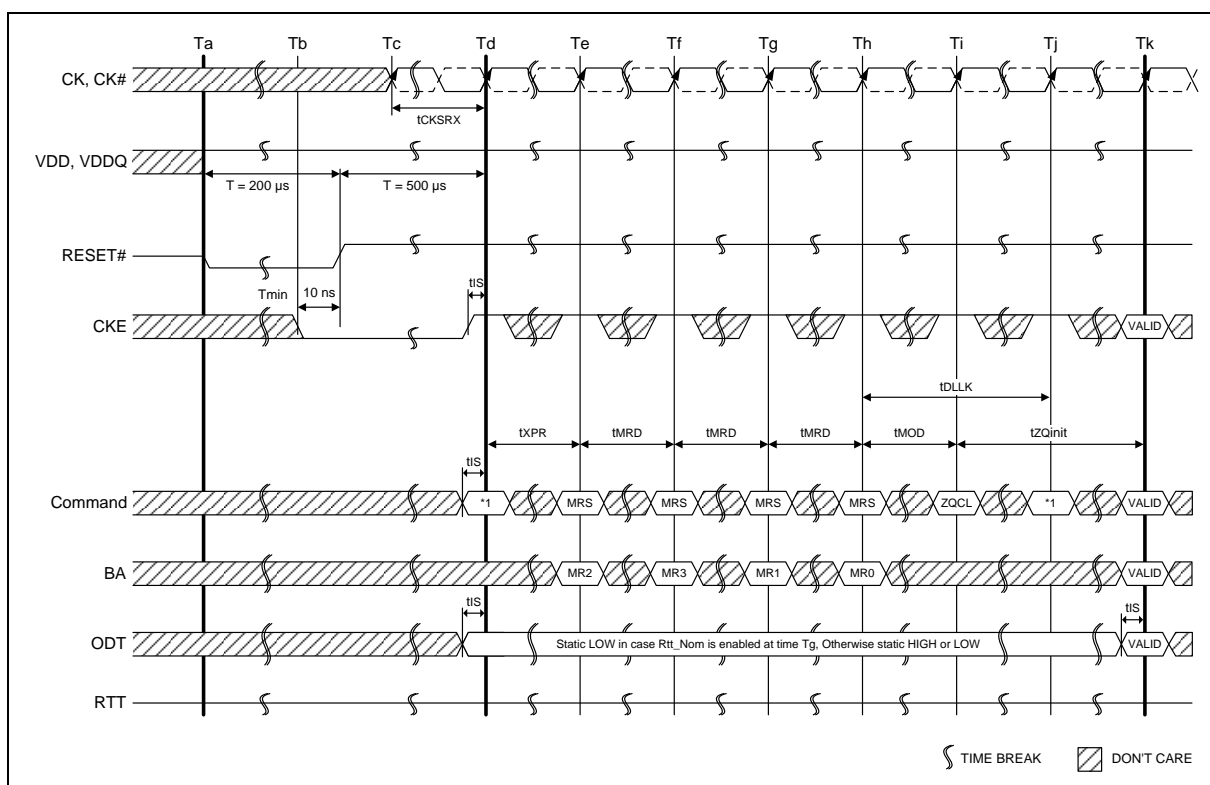 Ta Tb Tc Td Te Tf Tg Th Ti Tj Tk
CK, CK#
tCKSRX
VDD, VDDQ
T = 200 µs T = 500 µs
RESET#
Tmin 10 ns tIS
CKE VALID
tDLLK
tXPR tMRD tMRD tMRD tMOD tZQinit
tIS
Command *1 MRS MRS MRS MRS ZQCL *1 VALID
BA MR2 MR3 MR1 MR0 VALID
tIS tIS
ODT Static LOW in case Rtt_Nom is enabled at time Tg, Otherwise static HIGH or LOW VALID
RTT
TIME BREAK DON'T CARE